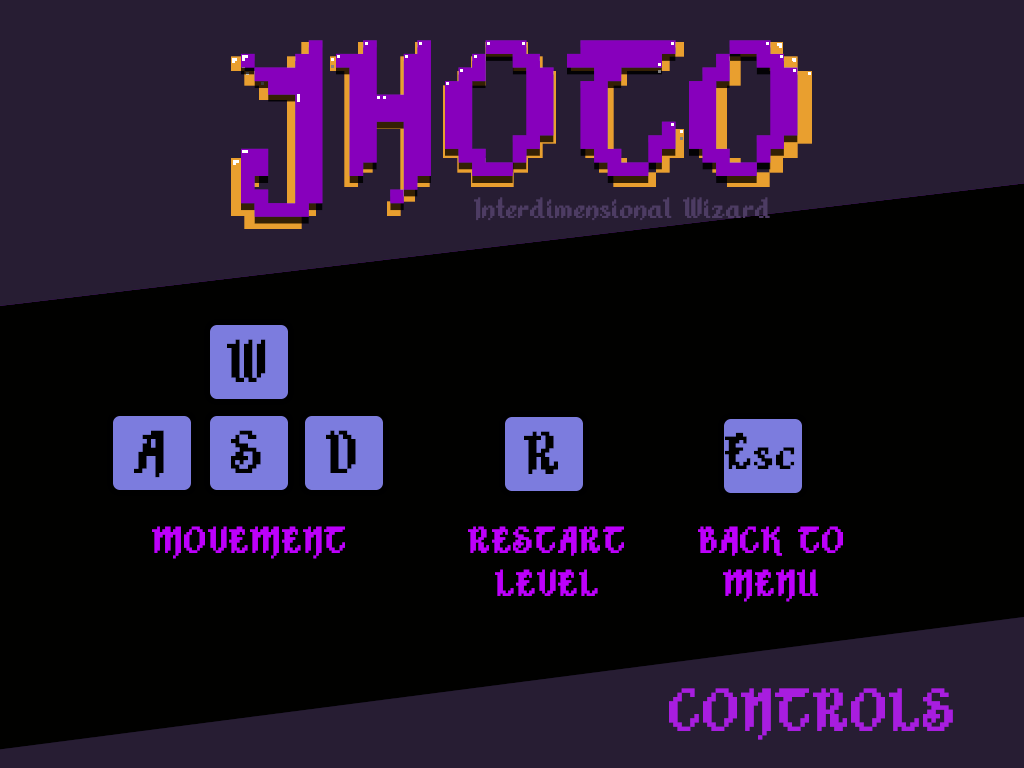 JHOTO
Interdimensional Wizard
W
A S D
R
Esc
MOVEMENT
RESTART
LEVEL
BACK TO
MENU
CONTROLS